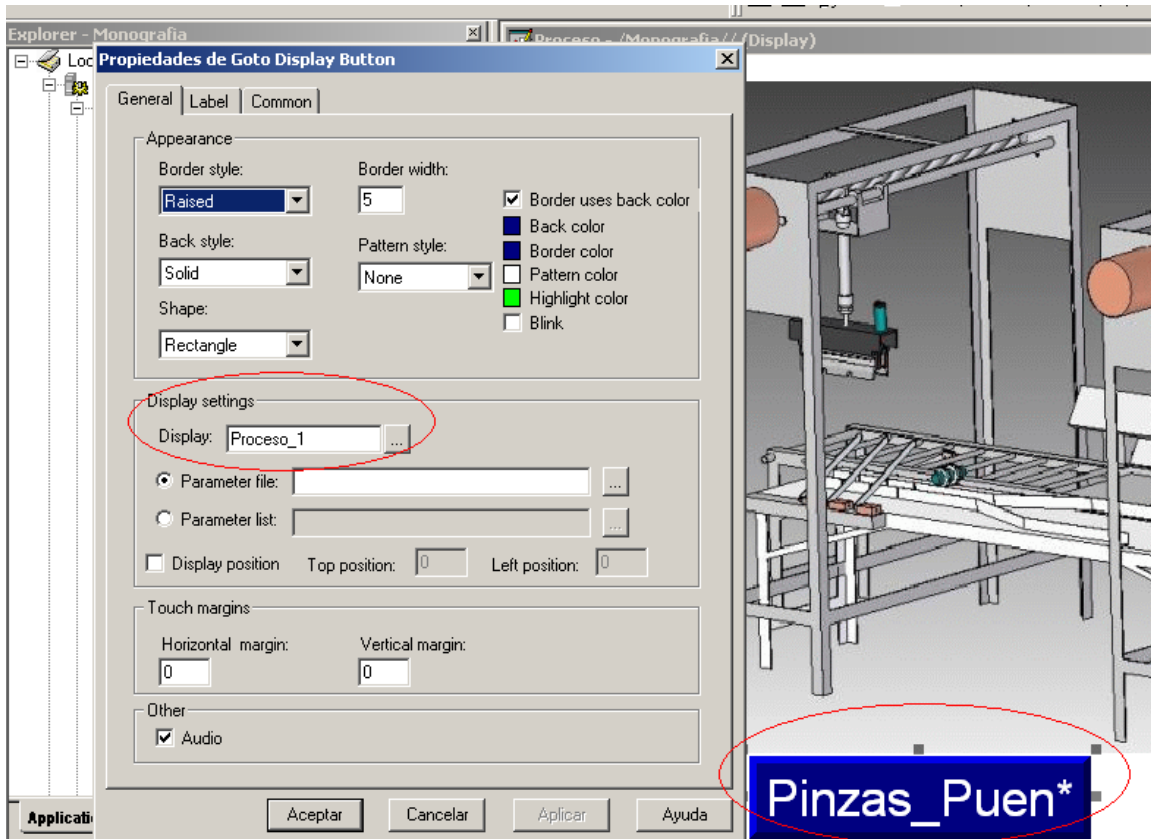 Explorer - Monografia
Proceso - /Monografia// (Display)
Propiedades de Goto Display Button
General Label Common
Appearance
Border style: Border width:
Raised 5 Border uses back color
Back color
Back style: Pattern style: Border color
Solid None Pattern color
Highlight color
Shape: Blink
Rectangle
Display settings
Display: Proceso_1 ...
Parameter file: ...
Parameter list: ...
Display position Top position: 0 Left position: 0
Touch margins
Horizontal margin: Vertical margin:
0 0
Other
Audio
Aceptar Cancelar Aplicar Ayuda
Pinzas_Puen*